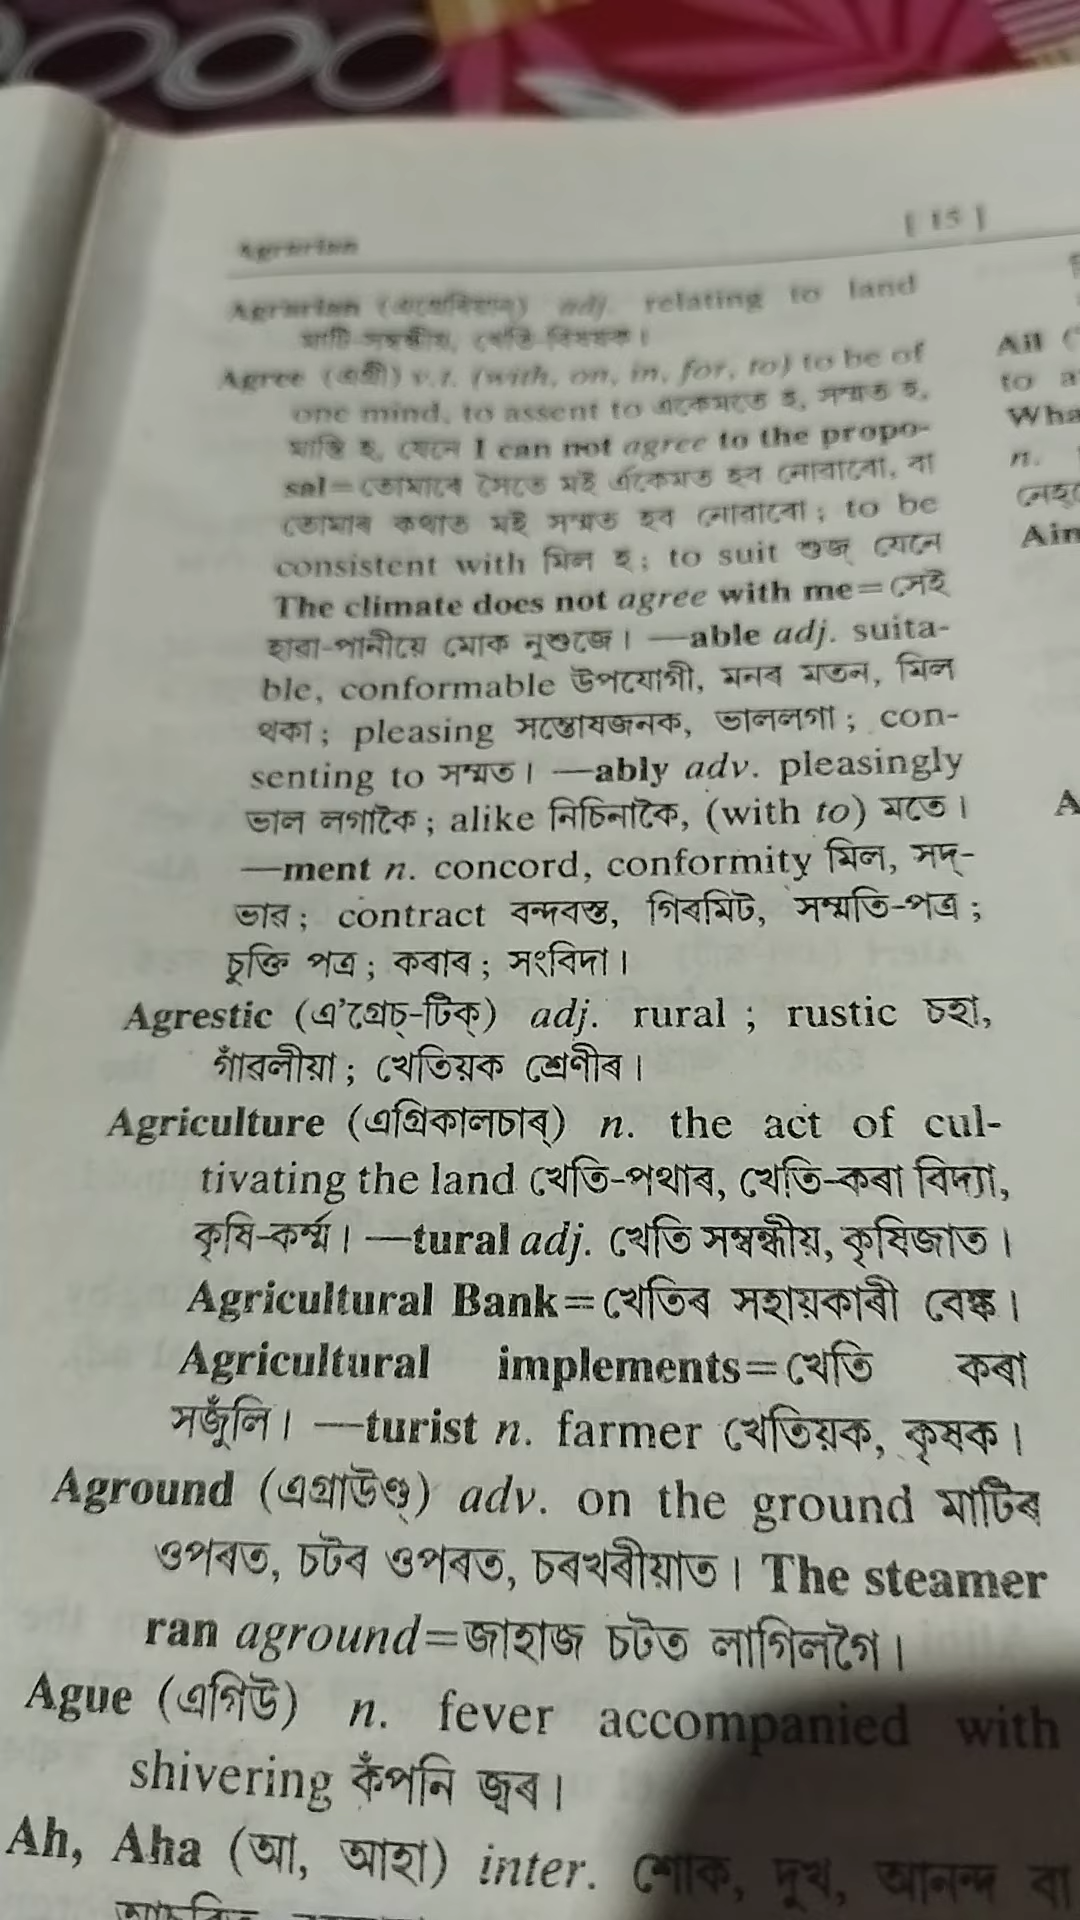 Agrarian
[ 15 ]
Agrarian (এগ্ৰেৰিয়ান্) adj. relating to land
মাটি-সম্বন্ধীয়, খেতি-বিষয়ক।
Agree (এগ্ৰী) v.t. (with, on, in, for, to) to be of
one mind, to assent to একেমতে হ, সন্মত হ,
মান্তি হ, যেনে I can not agree to the propo-
sal=তোমাৰে সৈতে মই একমত হব নোৱাৰো, বা
তোমাৰ কথাত মই সন্মত হব নোৱাৰো; to be
consistent with মিল হ; to suit শুজ্ যেনে
The climate does not agree with me=সেই
হাৱা-পানীয়ে মোক নুশুজে। —able adj. suita-
ble, conformable উপযোগী, মনৰ মতন, মিল
থকা; pleasing সন্তোষজনক, ভাললগা; con-
senting to সন্মত। —ably adv. pleasingly
ভাল লগাকৈ; alike নিচিনাকৈ, (with to) মতে।
—ment n. concord, conformity মিল, সদ্-
ভাৱ; contract বন্দবস্ত, গিৰমিট, সম্মতি-পত্ৰ;
চুক্তি পত্ৰ; কৰাৰ; সংবিদা।
Agrestic (এ'গ্ৰেচ্-টিক্) adj. rural ; rustic চহা,
গাঁৱলীয়া; খেতিয়ক শ্ৰেণীৰ।
Agriculture (এগ্ৰিকালচাৰ্) n. the act of cul-
tivating the land খেতি-পথাৰ, খেতি-কৰা বিদ্যা,
কৃষি-কৰ্ম্ম। —tural adj. খেতি সম্বন্ধীয়, কৃষিজাত।
Agricultural Bank=খেতিৰ সহায়কাৰী বেঙ্ক।
Agricultural implements=খেতি কৰা
সজুঁলি। —turist n. farmer খেতিয়ক, কৃষক।
Aground (এগ্ৰাউণ্ড্) adv. on the ground মাটিৰ
ওপৰত, চটৰ ওপৰত, চৰখৰীয়াত। The steamer
ran aground=জাহাজ চটত লাগিলগৈ।
Ague (এগিউ) n. fever accompanied with
shivering কঁপনি জ্বৰ।
Ah, Aha (আ, আহা) inter. শোক, দুখ, আনন্দ বা
Ail
to a
Wha
n.
Aim
A